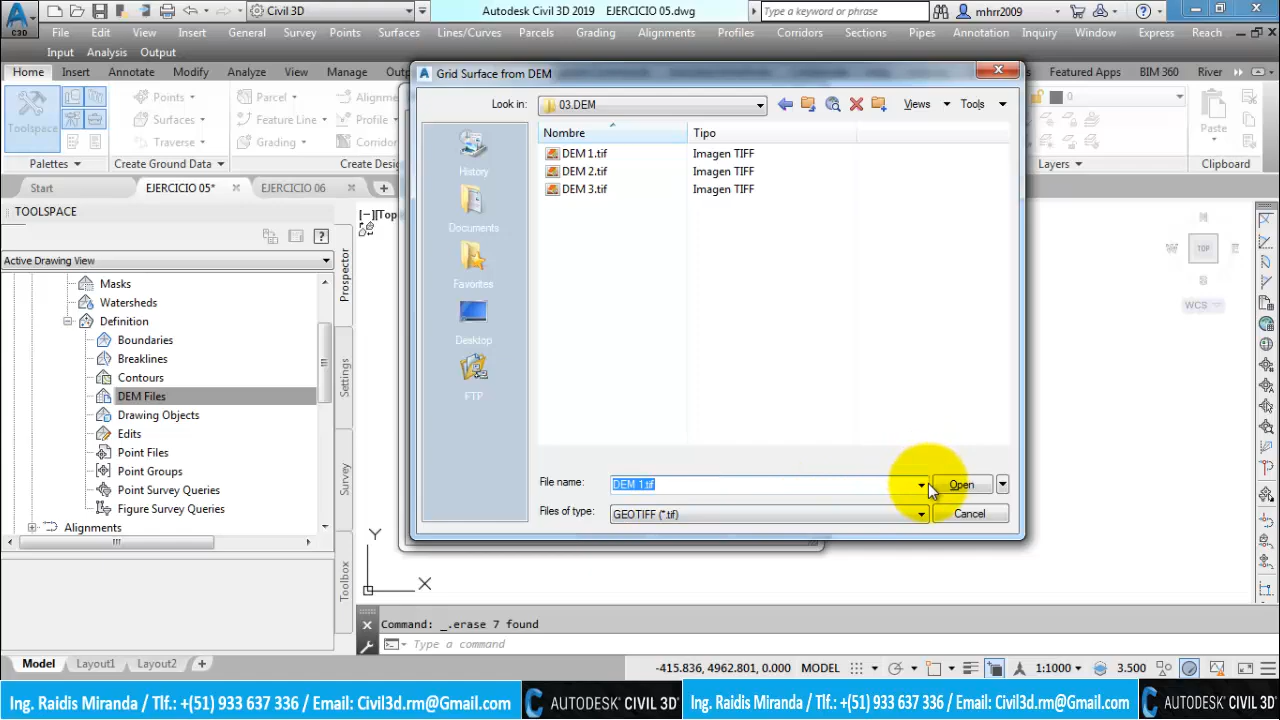 C3D
Civil 3D
Autodesk Civil 3D 2019 EJERCICIO 05.dwg
Type a keyword or phrase
mhrr2009
File Edit View Insert General Survey Points Surfaces Lines/Curves Parcels Grading Alignments Profiles Corridors Sections Pipes Annotation Inquiry Window Express Reach
Input Analysis Output
Home Insert Annotate Modify Analyze View Manage
Featured Apps BIM 360 River
Toolspace
Points
Surfaces
Traverse
Parcel
Feature Line
Grading
Profile
0
Paste
Palettes
Create Ground Data
Layers
Clipboard
Start
EJERCICIO 05*
EJERCICIO 06
TOOLSPACE
Active Drawing View
Masks
Watersheds
Definition
Boundaries
Breaklines
Contours
DEM Files
Drawing Objects
Edits
Point Files
Point Groups
Point Survey Queries
Figure Survey Queries
Alignments
Prospector
Settings
Survey
Toolbox
Grid Surface from DEM
Look in:
03.DEM
Views
Tools
Nombre
Tipo
DEM 1.tif
Imagen TIFF
DEM 2.tif
Imagen TIFF
DEM 3.tif
Imagen TIFF
History
Documents
Favorites
Desktop
FTP
File name:
DEM 1.tif
Open
Files of type:
GEOTIFF (*.tif)
Cancel
TOP
WCS
Y
X
Command: _.erase 7 found
Type a command
Model
Layout1
Layout2
-415.836, 4962.801, 0.000
MODEL
1:1000
3.500
Ing. Raidis Miranda / Tlf.: +(51) 933 637 336 / Email: Civil3d.rm@Gmail.com
AUTODESK CIVIL 3D
Ing. Raidis Miranda / Tlf.: +(51) 933 637 336 / Email: Civil3d.rm@Gmail.com
AUTODESK CIVIL 3D